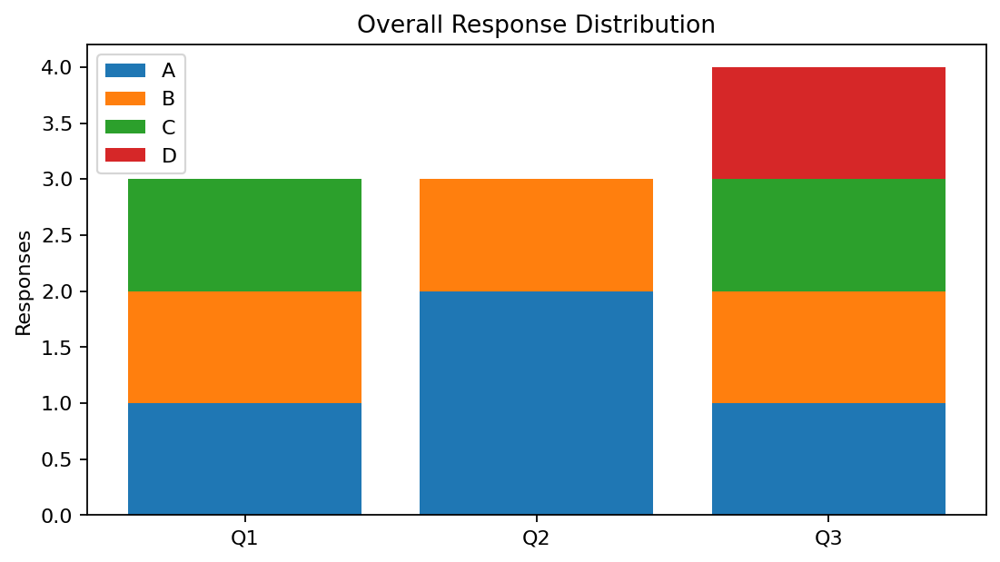 Overall Response Distribution
A
B
C
D
Responses
4.0
3.5
3.0
2.5
2.0
1.5
1.0
0.5
0.0
Q1
Q2
Q3